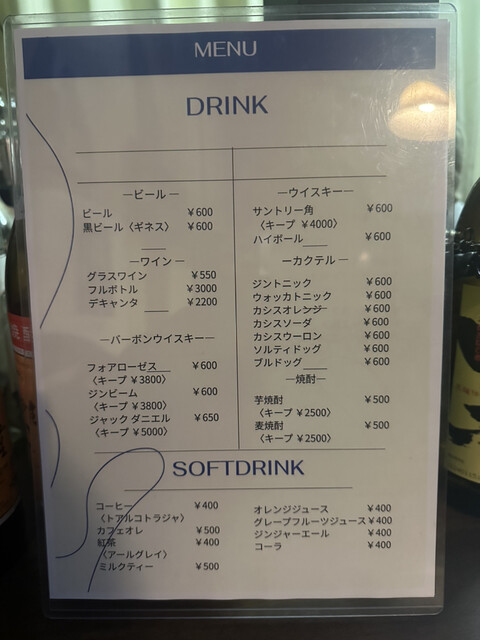 MENU
DRINK
―ビール ―
ビール ¥600
黒ビール〈ギネス〉 ¥600
―ワイン ―
グラスワイン ¥550
フルボトル ¥3000
デキャンタ ¥2200
―バーボンウイスキー―
フォアローゼス ¥600
〈キープ ¥3800〉
ジンビーム ¥600
〈キープ ¥3800〉
ジャック ダニエル ¥650
〈キープ ¥5000〉
―ウイスキー―
サントリー角 ¥600
〈キープ ¥4000〉
ハイボール ¥600
―カクテル―
ジントニック ¥600
ウォッカトニック ¥600
カシスオレンジ ¥600
カシスソーダ ¥600
カシスウーロン ¥600
ソルティドッグ ¥600
ブルドッグ ¥600
―焼酎―
芋焼酎 ¥500
〈キープ ¥2500〉
麦焼酎 ¥500
〈キープ ¥2500〉
SOFTDRINK
コーヒー ¥400
〈トアルコトラジャ〉
カフェオレ ¥500
紅茶 ¥400
〈アールグレイ〉
ミルクティー ¥500
オレンジジュース ¥400
グレープフルーツジュース ¥400
ジンジャーエール ¥400
コーラ ¥400